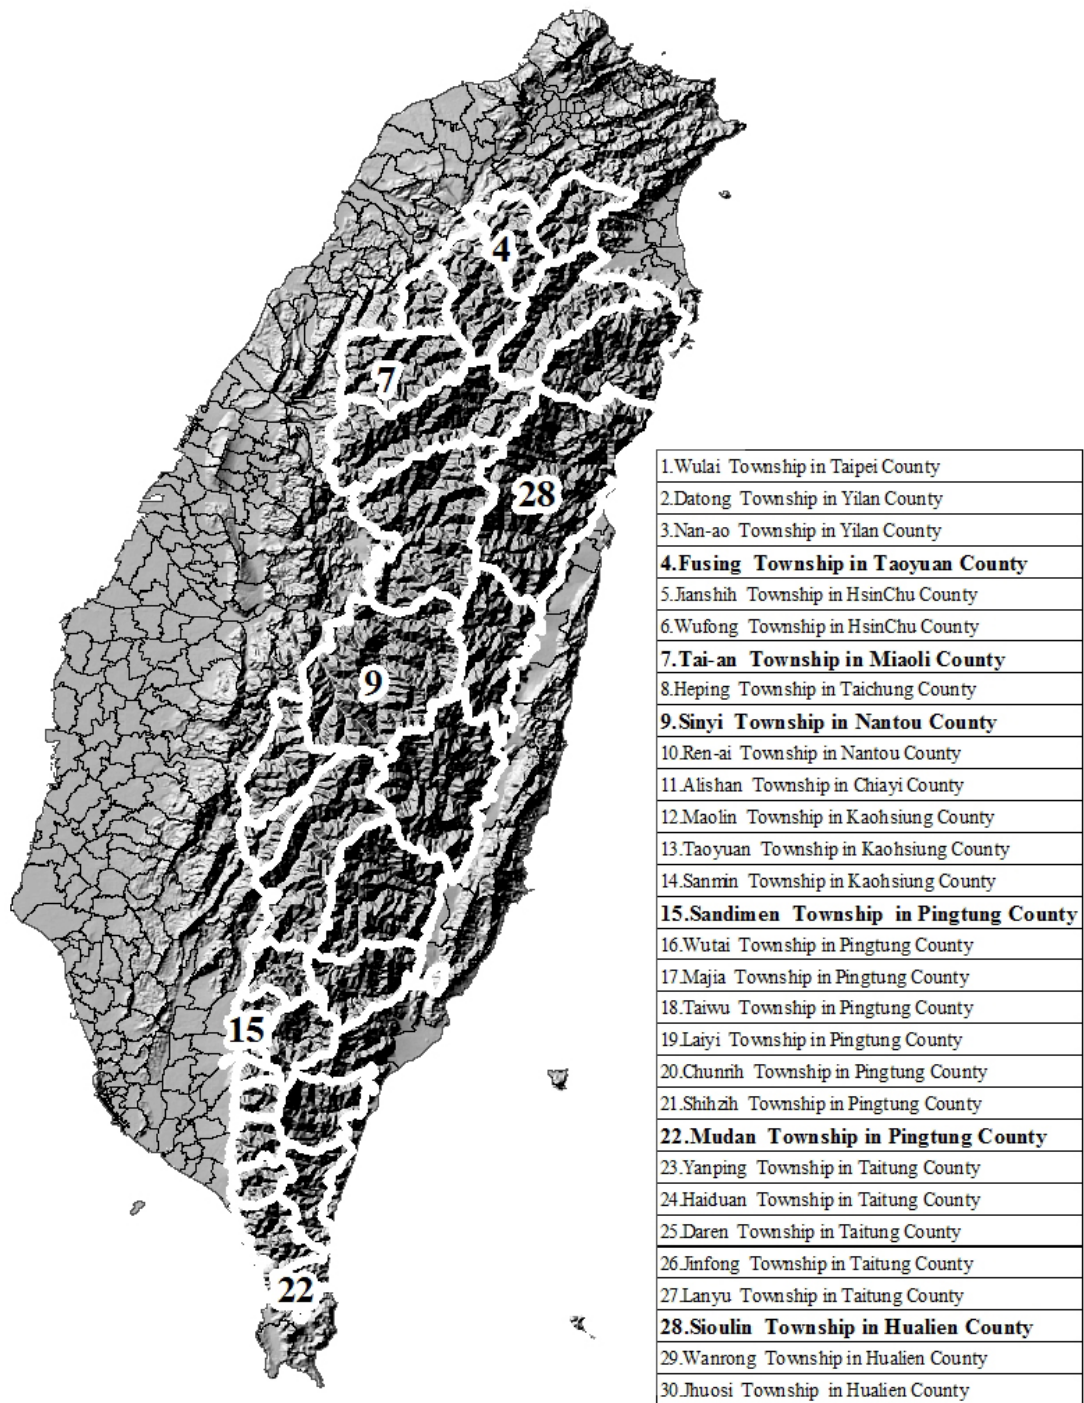 4
7
28
9
15
22
1.Wulai Township in Taipei County
2.Datong Township in Yilan County
3.Nan-ao Township in Yilan County
4.Fusing Township in Taoyuan County
5.Jianshih Township in HsinChu County
6.Wufong Township in HsinChu County
7.Tai-an Township in Miaoli County
8.Heping Township in Taichung County
9.Sinyi Township in Nantou County
10.Ren-ai Township in Nantou County
11.Alishan Township in Chiayi County
12.Maolin Township in Kaohsiung County
13.Taoyuan Township in Kaohsiung County
14.Sanmin Township in Kaohsiung County
15.Sandimen Township in Pingtung County
16.Wutai Township in Pingtung County
17.Majia Township in Pingtung County
18.Taiwu Township in Pingtung County
19.Laiyi Township in Pingtung County
20.Chunrih Township in Pingtung County
21.Shihzih Township in Pingtung County
22.Mudan Township in Pingtung County
23.Yanping Township in Taitung County
24.Haiduan Township in Taitung County
25.Daren Township in Taitung County
26.Jinfong Township in Taitung County
27.Lanyu Township in Taitung County
28.Sioulin Township in Hualien County
29.Wanrong Township in Hualien County
30.Jhuosi Township in Hualien County